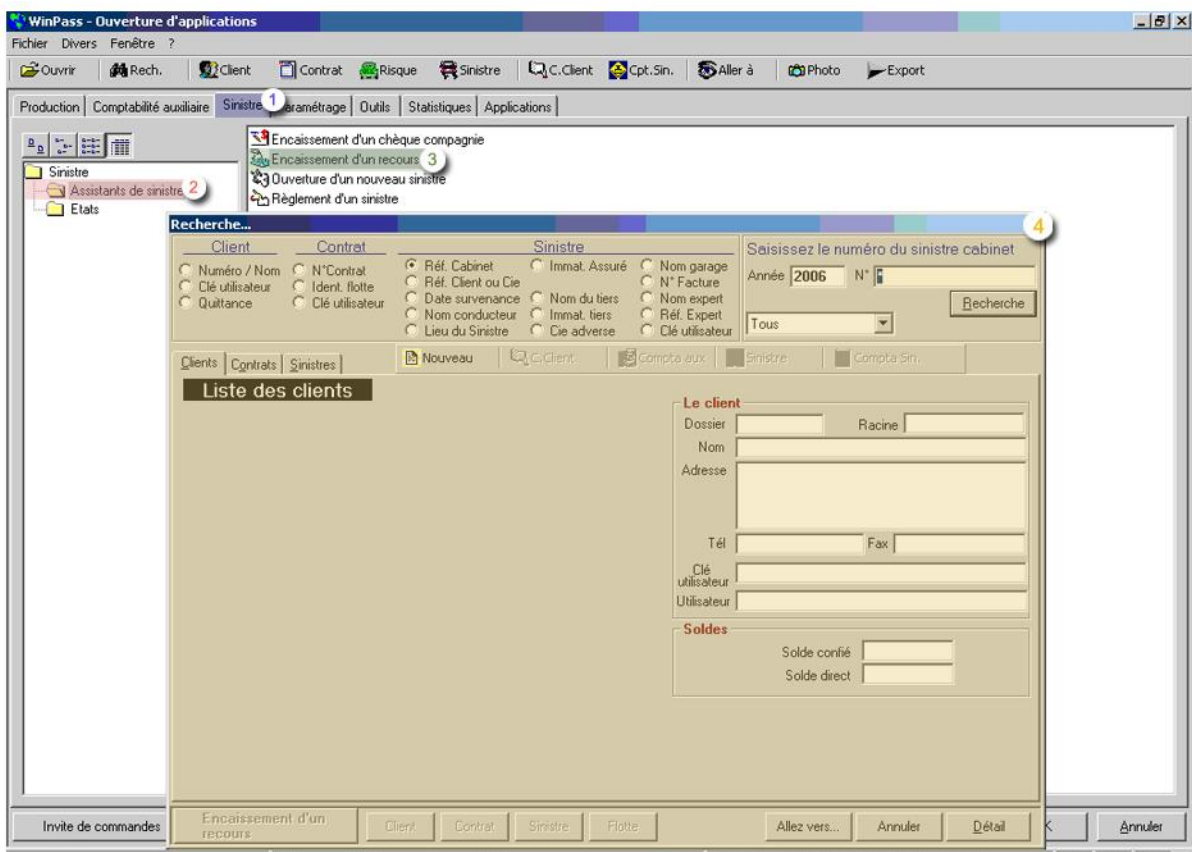 WinPass - Ouverture d'applications
Fichier Divers Fenêtre ?
Ouvrir Rech. Client Contrat Risque Sinistre C.Client Cpt.Sin. Aller à Photo Export
Production Comptabilité auxiliaire Sinistre 1 Paramétrage Outils Statistiques Applications
Encaissement d'un chèque compagnie
Encaissement d'un recours 3
Ouverture d'un nouveau sinistre
Règlement d'un sinistre
Sinistre
Assistants de sinistre 2
Etats
Recherche... 4
Client Contrat Sinistre Saisissez le numéro du sinistre cabinet
Numéro / Nom N°Contrat Réf. Cabinet Immat. Assuré Nom garage
Clé utilisateur Ident. flotte Réf. Client ou Cie N° Facture Année 2006 N° *
Quittance Clé utilisateur Date survenance Nom du tiers Nom expert Recherche
Nom conducteur Immat. tiers Réf. Expert Tous
Lieu du Sinistre Cie adverse Clé utilisateur
Clients Contrats Sinistres Nouveau C.Client Compta aux Sinistre Compta Sin.
Liste des clients
Le client
Dossier Racine
Nom
Adresse
Tél Fax
Clé utilisateur
Utilisateur
Soldes
Solde confié
Solde direct
Invite de commandes Encaissement d'un recours Client Contrat Sinistre Flotte Allez vers... Annuler Détail K Annuler